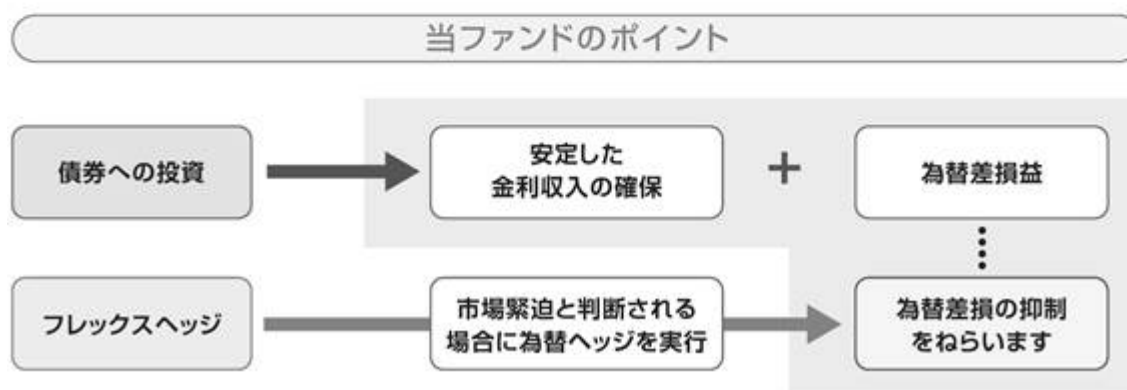 当ファンドのポイント
債券への投資
安定した
金利収入の確保
+
為替差損益
フレックスヘッジ
市場緊迫と判断される
場合に為替ヘッジを実行
為替差損の抑制
をねらいます